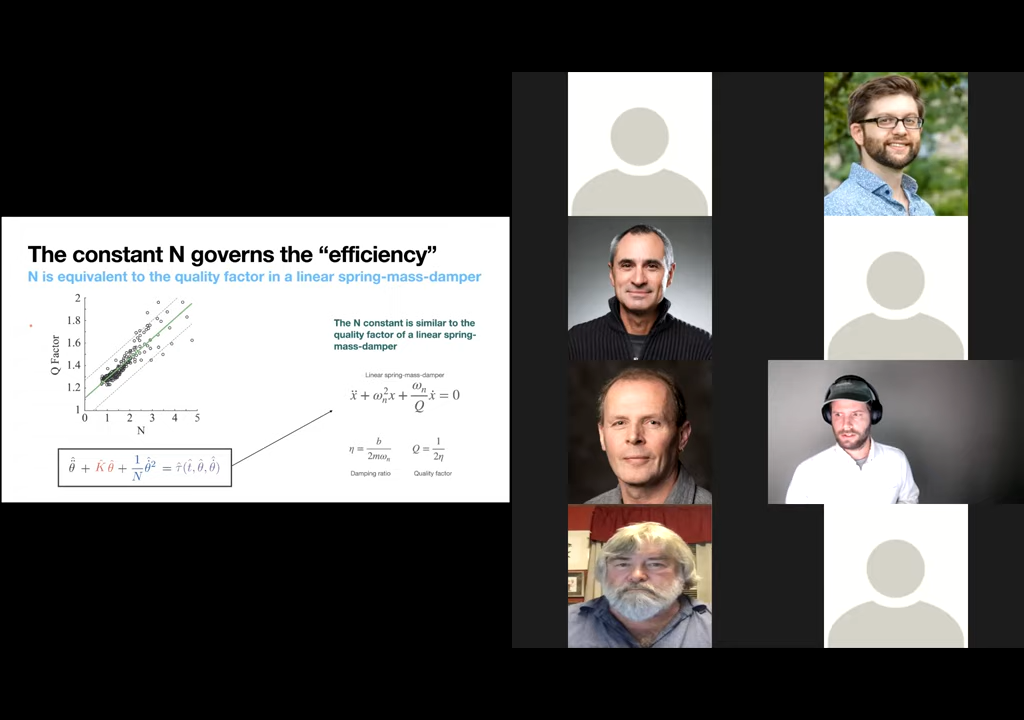 The constant N governs the “efficiency”
N is equivalent to the quality factor in a linear spring-mass-damper
2
1.8
1.6
1.4
1.2
1
Q Factor
0 1 2 3 4 5
N
The N constant is similar to the
quality factor of a linear spring-
mass-damper
Linear spring-mass-damper
ẍ + ωₙ²x + ωₙ/Q ẋ = 0
η = b/2mωₙ Q = 1/2η
Damping ratio Quality factor
θ̂̈ + K̂ θ̂ + 1/N θ̂̇² = τ̂(t̂, θ̂, θ̂̇)